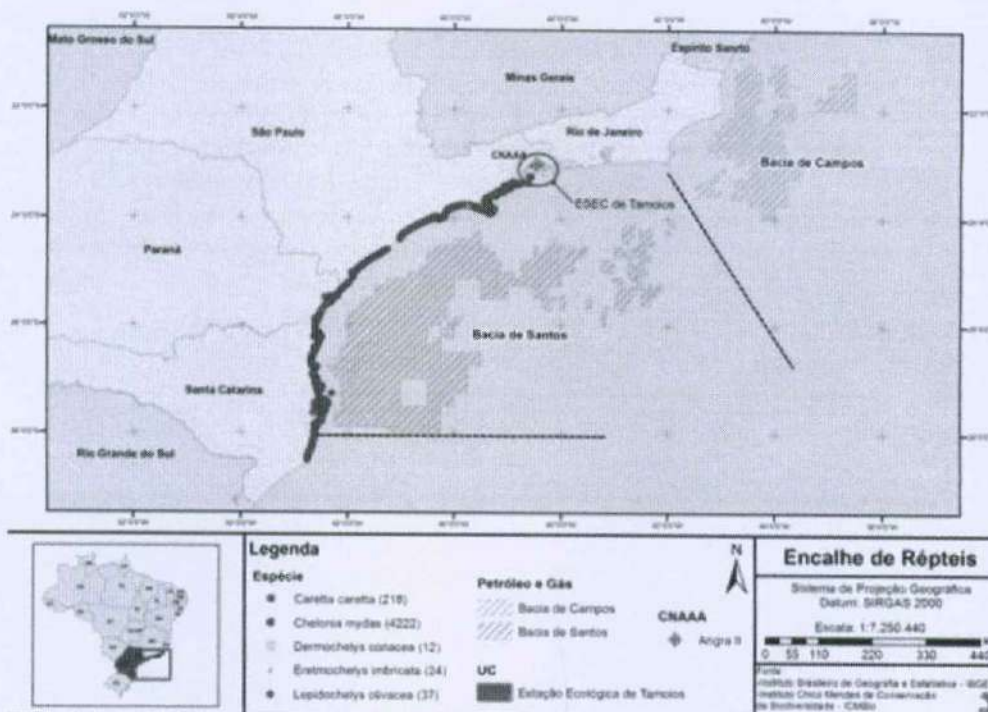 Mato Grosso do Sul
Espírito Santo
Minas Gerais
São Paulo
Rio de Janeiro
CNAAA
Bacia de Campos
ESEC de Tamoios
Paraná
Bacia de Santos
Santa Catarina
Rio Grande do Sul
Legenda
Espécie
Caretta caretta (218)
Chelonia mydas (4222)
Dermochelys coriacea (12)
Eretmochelys imbricata (24)
Lepidochelys olivacea (37)
Petróleo e Gás
Bacia de Campos
Bacia de Santos
UC
Estação Ecológica de Tamoios
N
CNAAA
Angra II
Encalhe de Répteis
Sistema de Projeção Geográfica
Datum: SIRGAS 2000
Escala: 1:7.250.440
0 55 110 220 330 440
Fonte
Instituto Brasileiro de Geografia e Estatística - IBGE
Instituto Chico Mendes de Conservação
da Biodiversidade - ICMBio